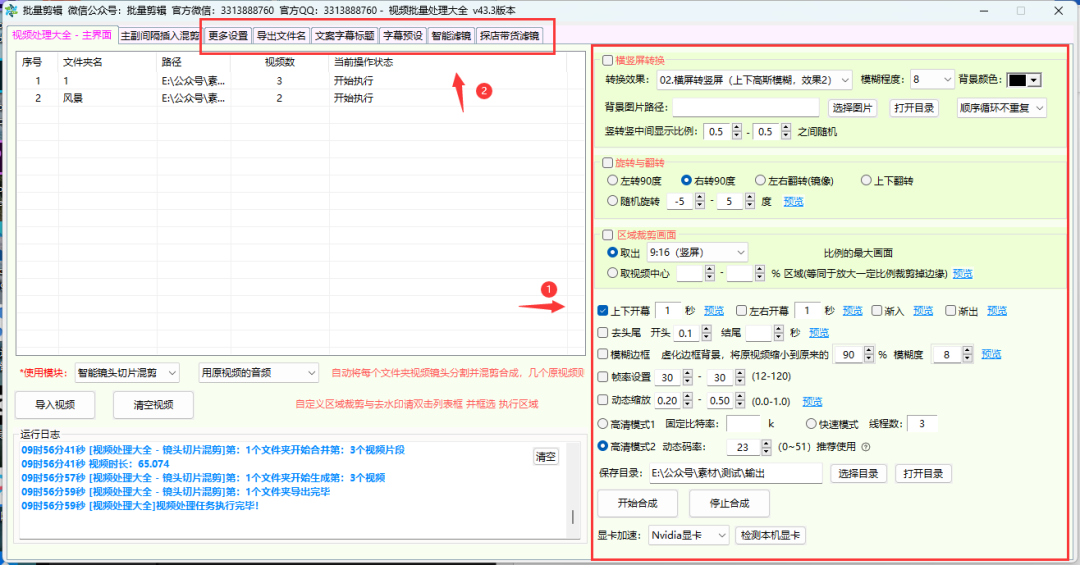 批量剪辑 微信公众号：批量剪辑 官方微信：3313888760 官方QQ：3313888760 - 视频批量处理大全 v43.3版本
视频处理大全 - 主界面 主副间隔插入混剪 更多设置 导出文件名 文案字幕标题 字幕预设 智能滤镜 探店带货滤镜
序号 文件夹名 路径 视频数 当前操作状态
1 1 E:\公众号\素... 3 开始执行
2 风景 E:\公众号\素... 2 开始执行
2
1
*使用模块： 智能镜头切片混剪 用原视频的音频 自动将每个文件夹视频镜头分割并混剪合成，几个原视频
导入视频 清空视频 自定义区域裁剪与去水印请双击列表框 并框选 执行区域
运行日志
09时56分41秒 [视频处理大全 - 镜头切片混剪]第：1个文件夹开始合并第：3个视频片段
09时56分41秒 视频时长：65.074
09时56分57秒 [视频处理大全 - 镜头切片混剪]第：1个文件夹开始生成第：3个视频
09时56分59秒 [视频处理大全 - 镜头切片混剪]第：1个文件夹导出完毕
09时56分59秒 [视频处理大全]视频处理任务执行完毕！
清空
横竖屏转换
转换效果： 02.横屏转竖屏（上下高斯模糊，效果2） 模糊程度： 8 背景颜色：
背景图片路径： 选择图片 打开目录 顺序循环不重复
竖转竖中间显示比例： 0.5 - 0.5 之间随机
旋转与翻转
左转90度 右转90度 左右翻转(镜像) 上下翻转
随机旋转 -5 - 5 度 预览
区域裁剪画面
取出 9:16（竖屏） 比例的最大画面
取视频中心 - % 区域(等同于放大一定比例裁剪掉边缘) 预览
上下开幕 1 秒 预览 左右开幕 1 秒 预览 渐入 预览 渐出 预览
去头尾 开头 0.1 结尾 秒 预览
模糊边框 虚化边框背景，将原视频缩小到原来的 90 % 模糊度 8 预览
帧率设置 30 - 30 (12-120)
动态缩放 0.20 - 0.50 (0.0-1.0) 预览
高清模式1 固定比特率： k 快速模式 线程数： 3
高清模式2 动态码率： 23 (0~51) 推荐使用 ?
保存目录： E:\公众号\素材\测试\输出 选择目录 打开目录
开始合成 停止合成
显卡加速： Nvidia显卡 检测本机显卡